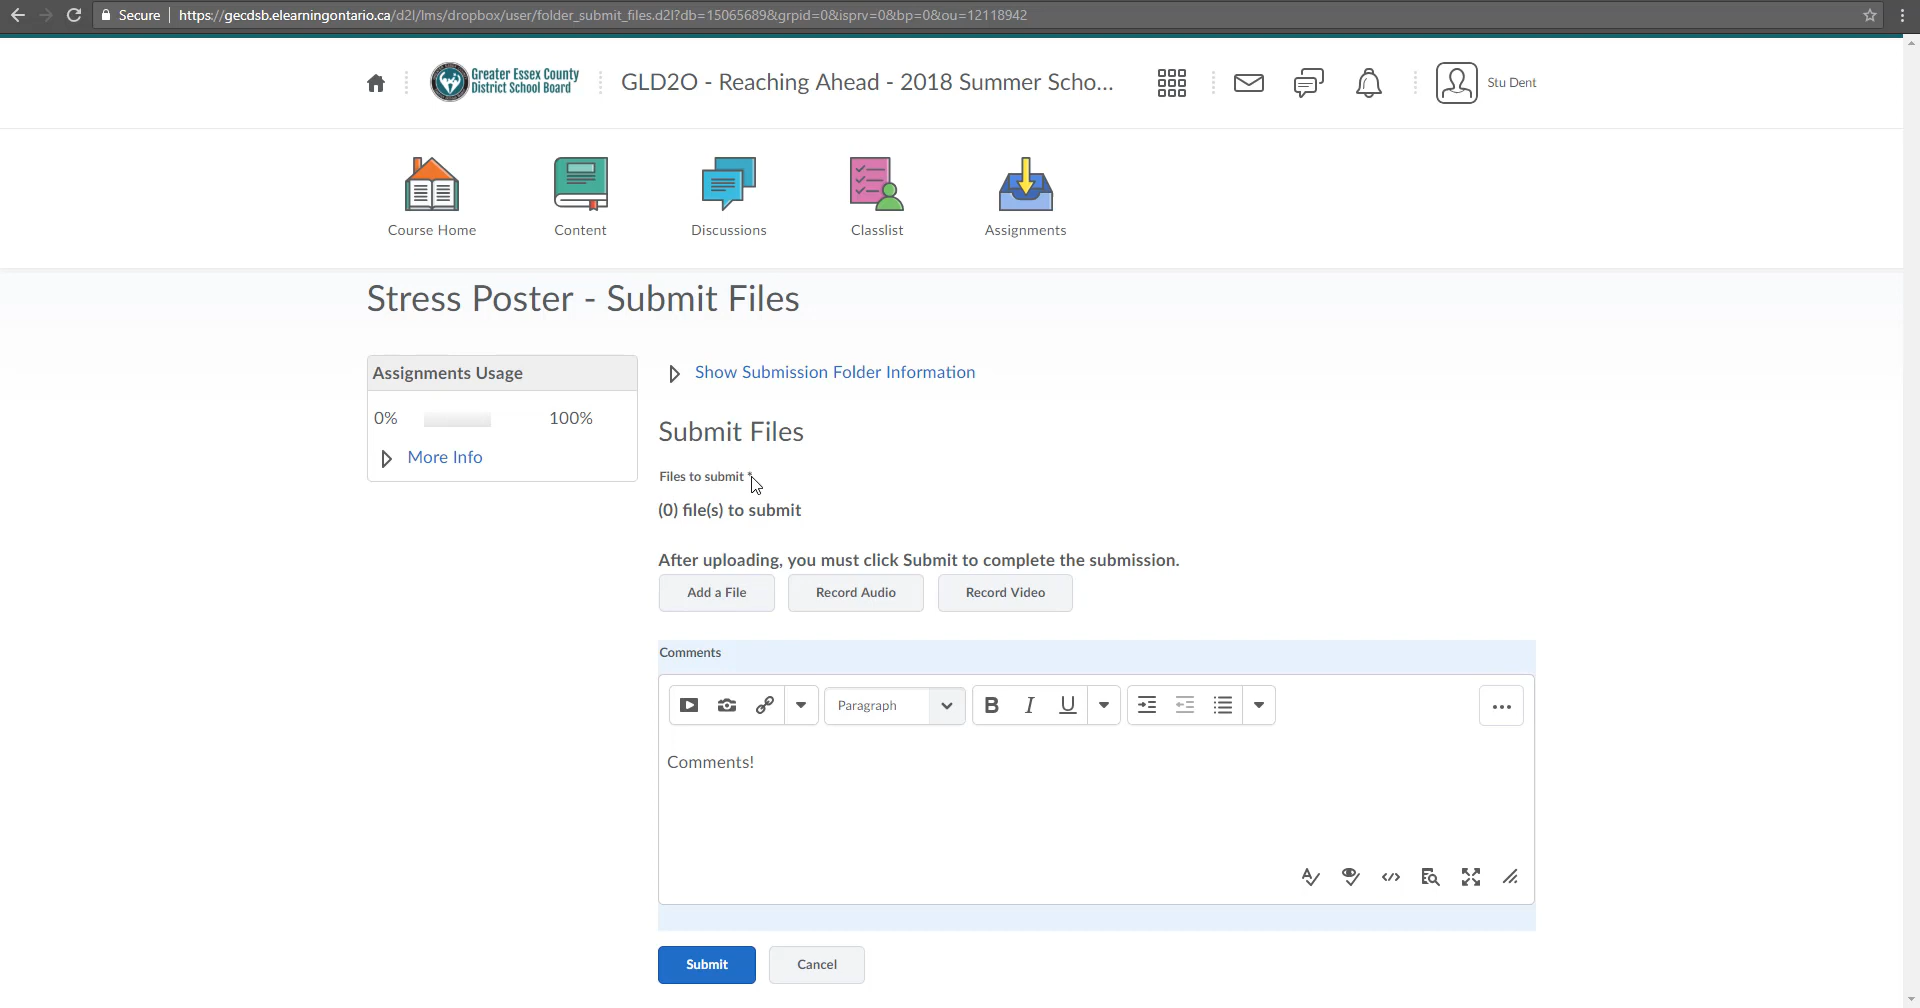 Secure https://gecdsb.elearningontario.ca/d2l/lms/dropbox/user/folder_submit_files.d2l?db=15065689&grpid=0&isprv=0&bp=0&ou=12118942
Greater Essex County
District School Board
GLD2O - Reaching Ahead - 2018 Summer Scho...
Stu Dent
Course Home
Content
Discussions
Classlist
Assignments
Stress Poster - Submit Files
Assignments Usage
0% 100%
More Info
Show Submission Folder Information
Submit Files
Files to submit *
(0) file(s) to submit
After uploading, you must click Submit to complete the submission.
Add a File
Record Audio
Record Video
Comments
Paragraph
B I U
Comments!
Submit
Cancel